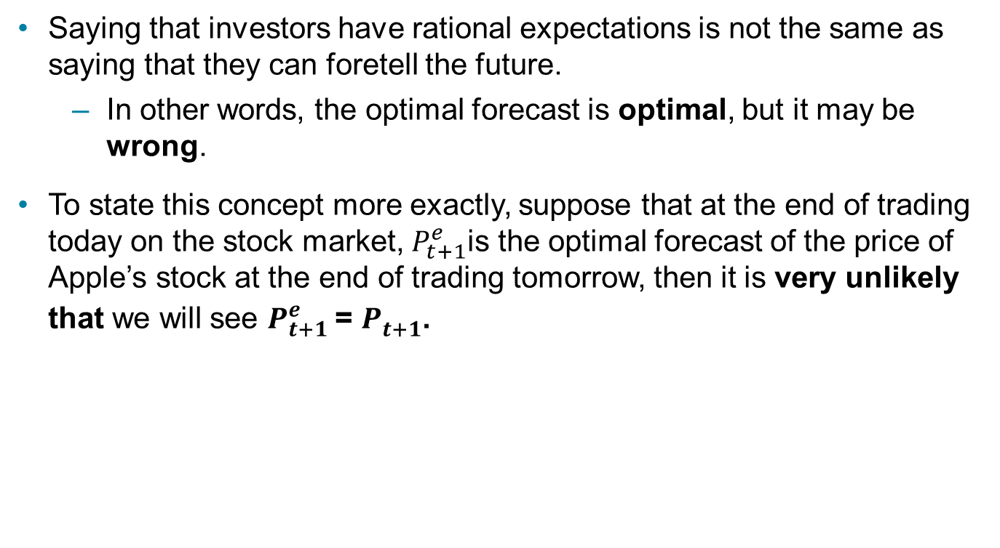 • Saying that investors have rational expectations is not the same as
saying that they can foretell the future.
– In other words, the optimal forecast is optimal, but it may be
wrong.
• To state this concept more exactly, suppose that at the end of trading
today on the stock market, P^e_{t+1} is the optimal forecast of the price of
Apple’s stock at the end of trading tomorrow, then it is very unlikely
that we will see P^e_{t+1} = P_{t+1}.